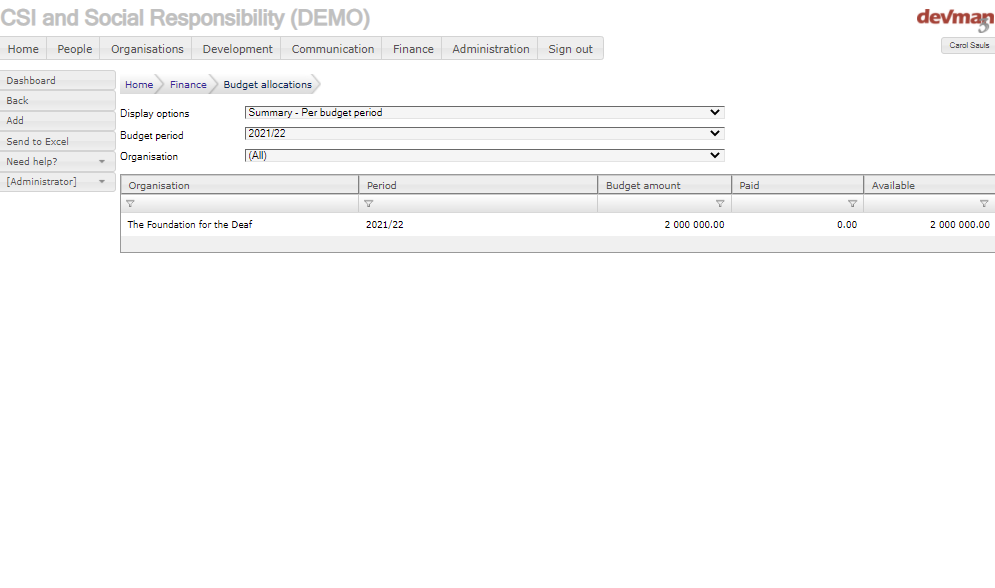 CSI and Social Responsibility (DEMO)
devman 3
Home People Organisations Development Communication Finance Administration Sign out
Carol Sauls
Dashboard
Back
Add
Send to Excel
Need help?
[Administrator]
Home Finance Budget allocations
Display options Summary - Per budget period
Budget period 2021/22
Organisation (All)
Organisation Period Budget amount Paid Available
The Foundation for the Deaf 2021/22 2 000 000.00 0.00 2 000 000.00